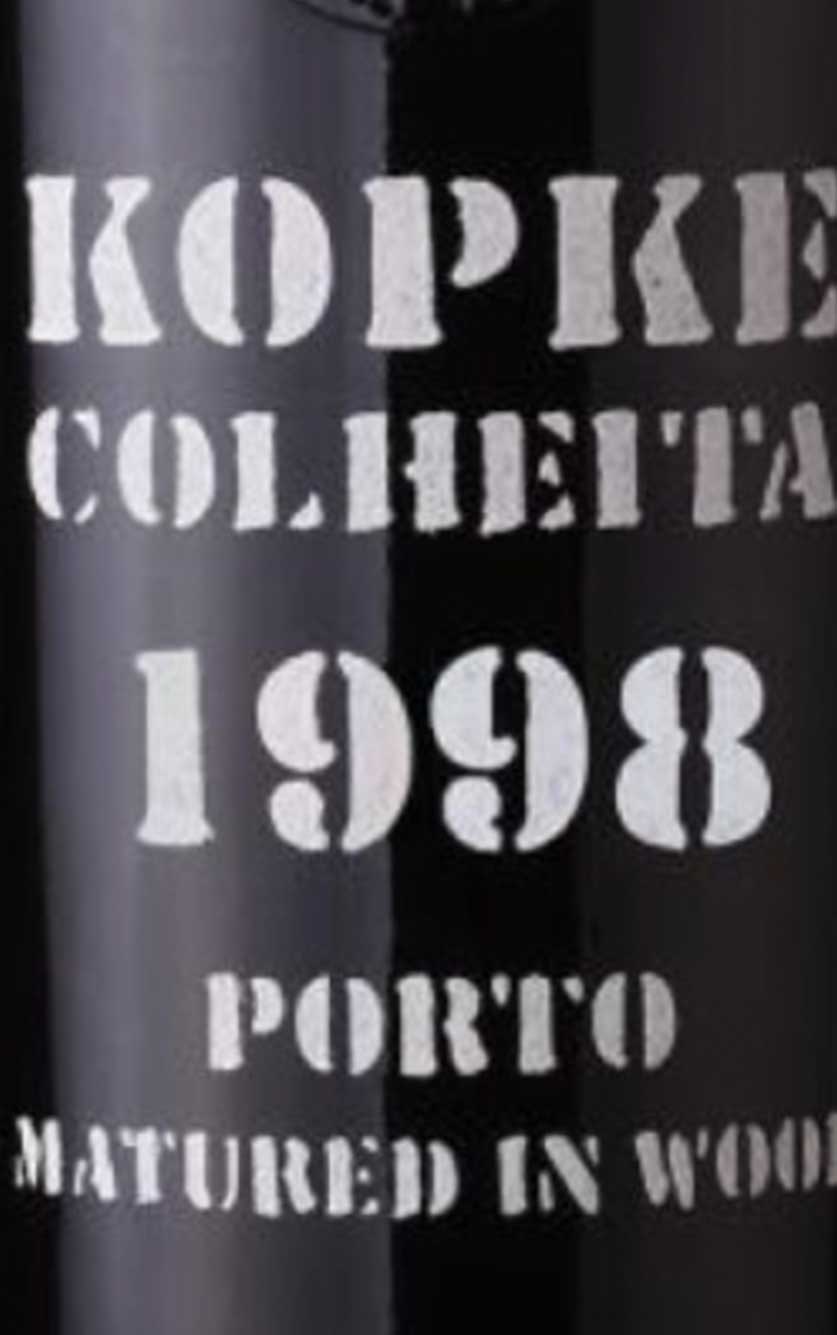 KOPKE
COLHEITA
1998
PORTO
MATURED IN WOOD